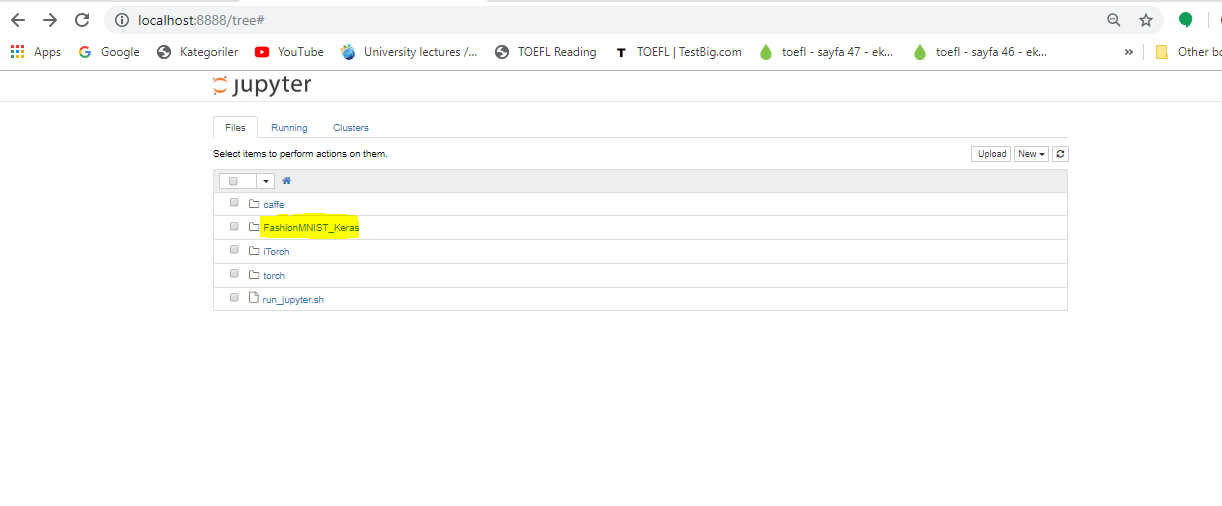 localhost:8888/tree#
Apps Google Kategoriler YouTube University lectures /... TOEFL Reading T TOEFL | TestBig.com toefl - sayfa 47 - ek... toefl - sayfa 46 - ek... » Other bo
jupyter
Files Running Clusters
Select items to perform actions on them. Upload New
caffe
FashionMNIST_Keras
iTorch
torch
run_jupyter.sh